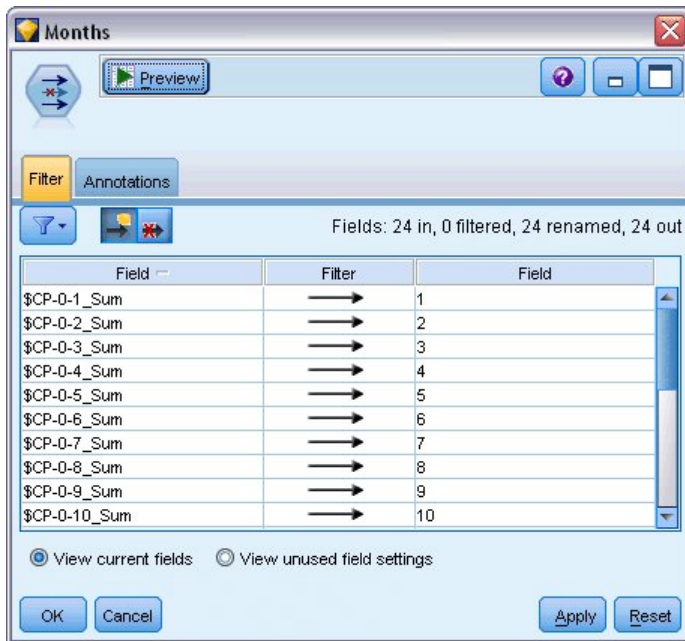 Months
Preview
Filter Annotations
Fields: 24 in, 0 filtered, 24 renamed, 24 out
Field Filter Field
$CP-0-1_Sum 1
$CP-0-2_Sum 2
$CP-0-3_Sum 3
$CP-0-4_Sum 4
$CP-0-5_Sum 5
$CP-0-6_Sum 6
$CP-0-7_Sum 7
$CP-0-8_Sum 8
$CP-0-9_Sum 9
$CP-0-10_Sum 10
View current fields View unused field settings
OK Cancel Apply Reset